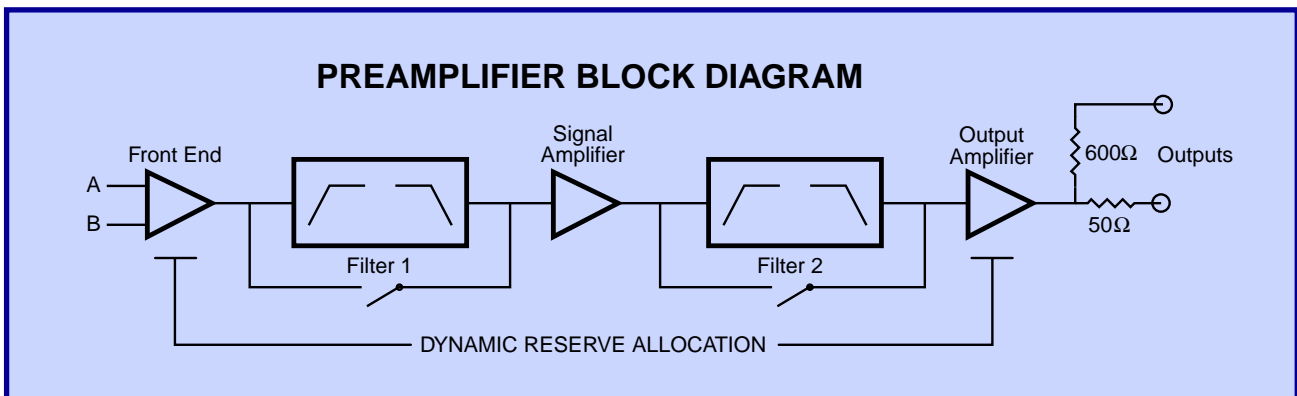 PREAMPLIFIER BLOCK DIAGRAM
Front End
A
B
Filter 1
Signal
Amplifier
Filter 2
Output
Amplifier
600Ω
Outputs
50Ω
DYNAMIC RESERVE ALLOCATION